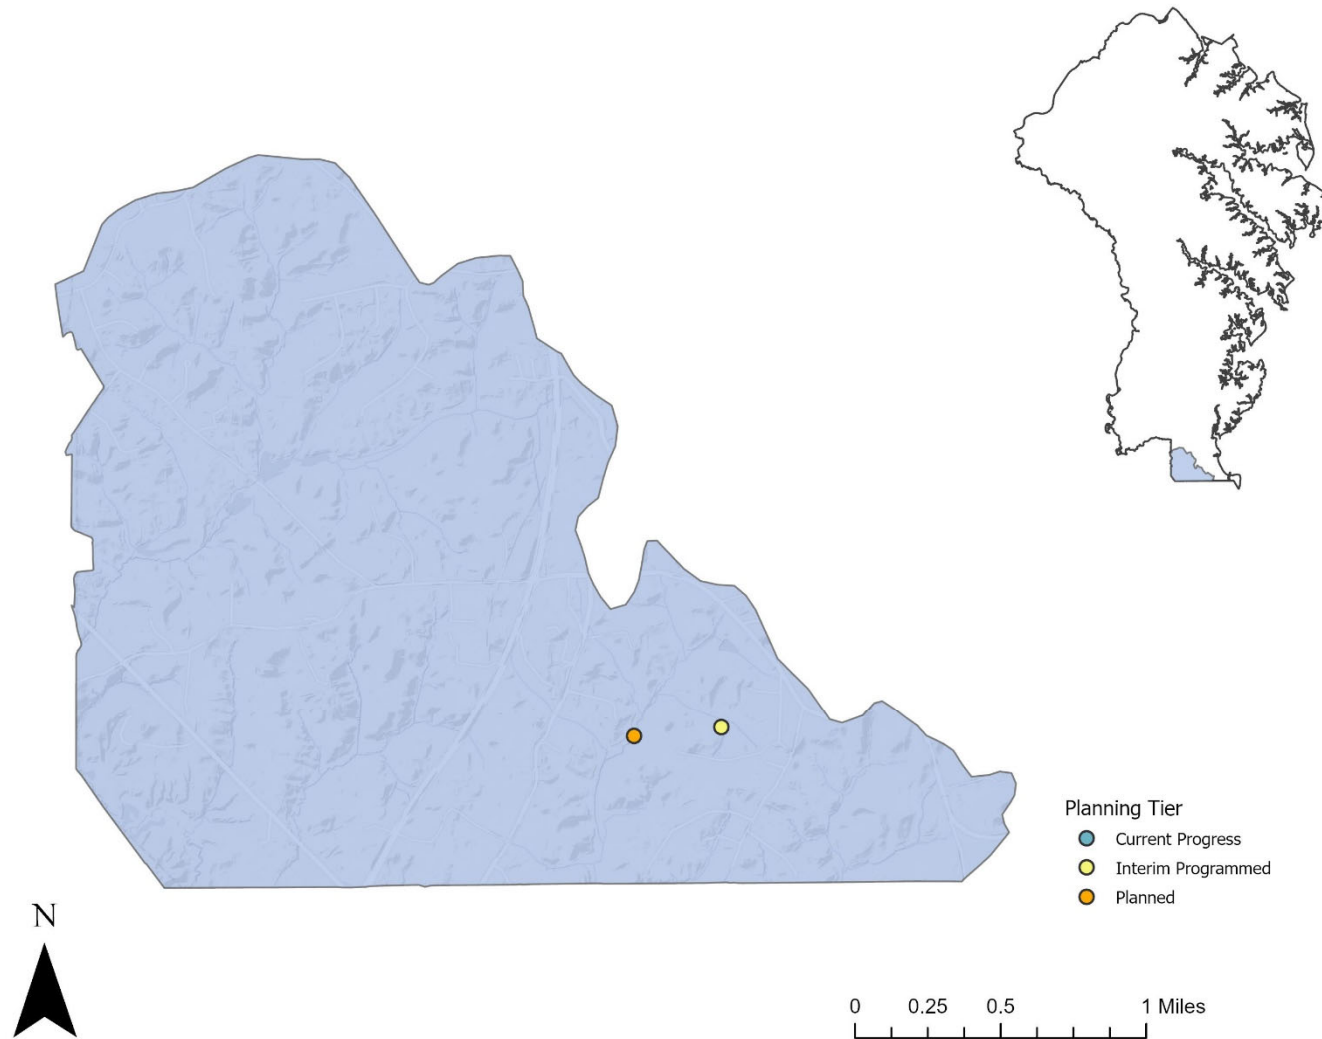 Planning Tier
Current Progress
Interim Programmed
Planned
N
0 0.25 0.5 1 Miles